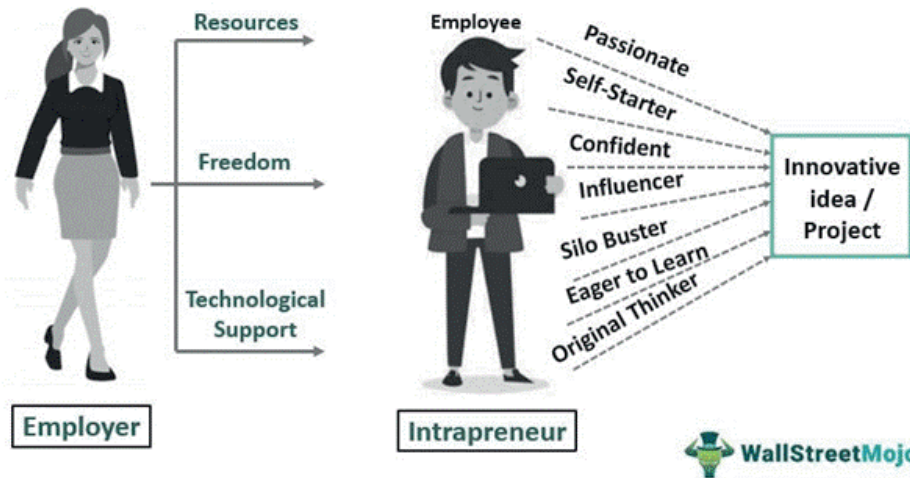 Resources
Freedom
Technological
Support
Employer
Employee
Intrapreneur
Passionate
Self-Starter
Confident
Influencer
Silo Buster
Eager to Learn
Original Thinker
Innovative
idea /
Project
WallStreetMojo